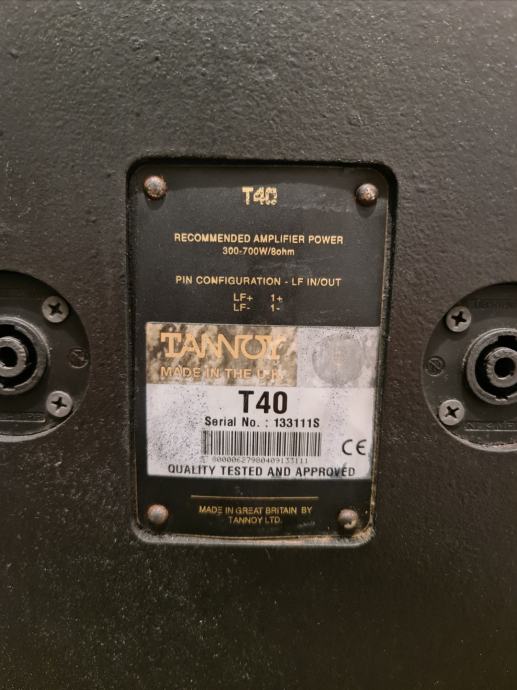 T40
RECOMMENDED AMPLIFIER POWER
300-700W/8ohm
PIN CONFIGURATION - LF IN/OUT
LF+ 1+
LF- 1-
TANNOY
MADE IN THE U.K.
T40
Serial No. : 133111S
80000627980409133111
CE
QUALITY TESTED AND APPROVED
MADE IN GREAT BRITAIN BY
TANNOY LTD.